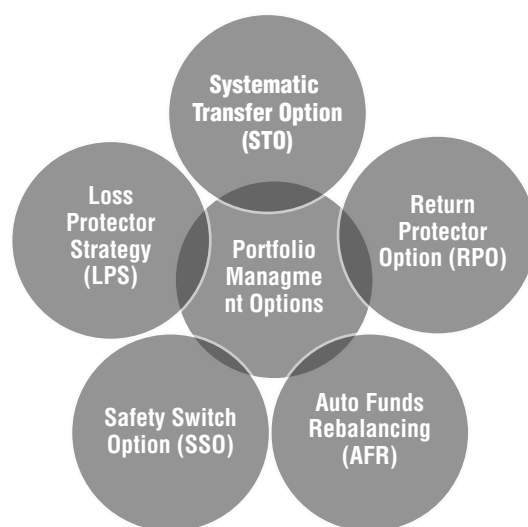 Systematic
Transfer Option
(STO)
Loss
Protector
Strategy
(LPS)
Return
Protector
Option (RPO)
Portfolio
Managme
nt Options
Safety Switch
Option (SSO)
Auto Funds
Rebalancing
(AFR)